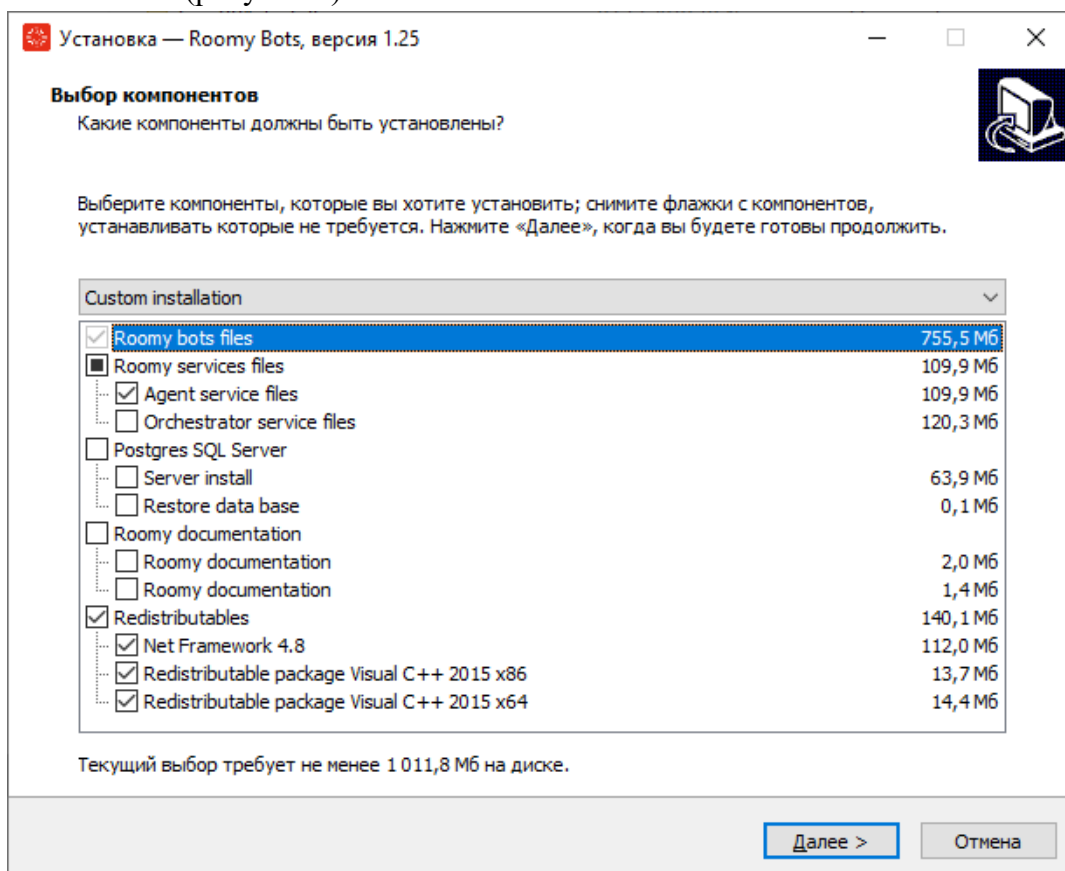 Установка — Roomy Bots, версия 1.25
Выбор компонентов
Какие компоненты должны быть установлены?
Выберите компоненты, которые вы хотите установить; снимите флажки с компонентов,
устанавливать которые не требуется. Нажмите «Далее», когда вы будете готовы продолжить.
Custom installation
Roomy bots files 755,5 Мб
Roomy services files 109,9 Мб
Agent service files 109,9 Мб
Orchestrator service files 120,3 Мб
Postgres SQL Server
Server install 63,9 Мб
Restore data base 0,1 Мб
Roomy documentation
Roomy documentation 2,0 Мб
Roomy documentation 1,4 Мб
Redistributables 140,1 Мб
Net Framework 4.8 112,0 Мб
Redistributable package Visual C++ 2015 x86 13,7 Мб
Redistributable package Visual C++ 2015 x64 14,4 Мб
Текущий выбор требует не менее 1 011,8 Мб на диске.
Далее > Отмена